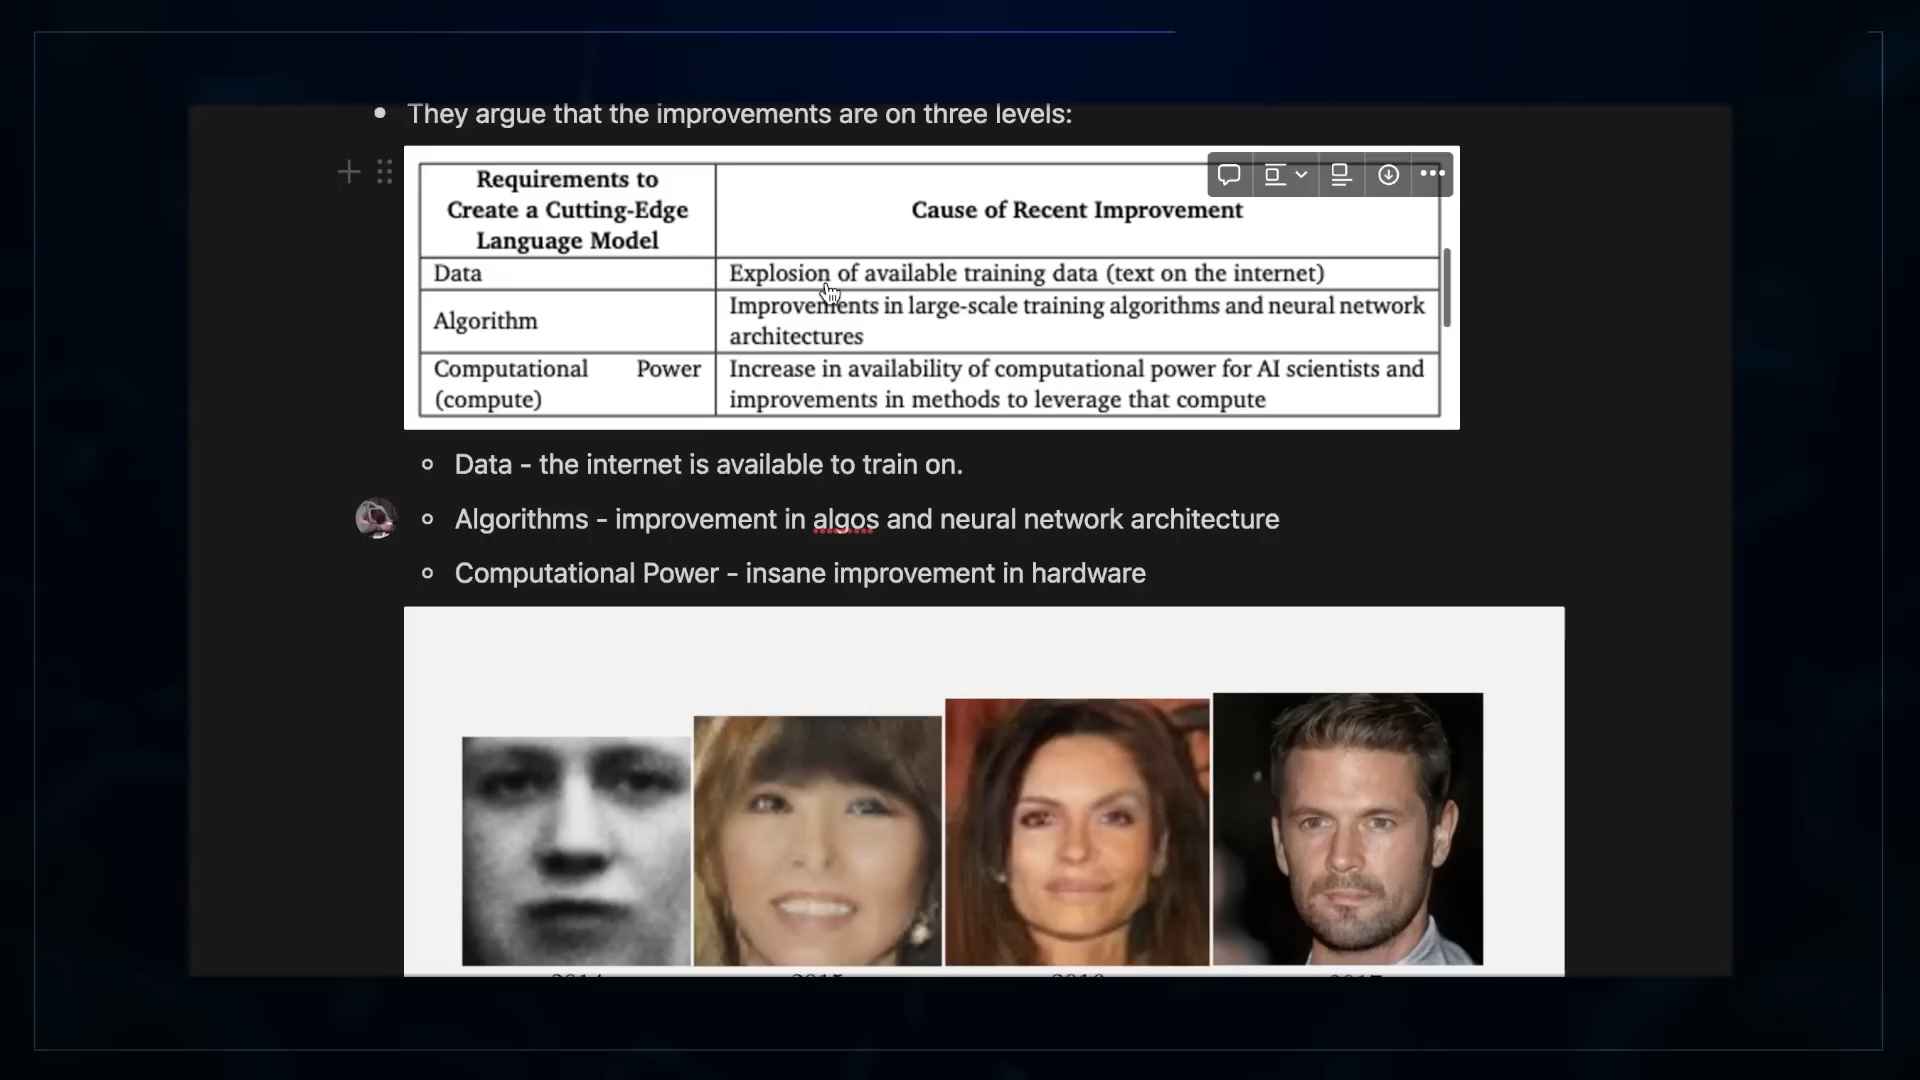 They argue that the improvements are on three levels:
Requirements to
Create a Cutting-Edge
Language Model
Cause of Recent Improvement
Data
Explosion of available training data (text on the internet)
Algorithm
Improvements in large-scale training algorithms and neural network
architectures
Computational Power
(compute)
Increase in availability of computational power for AI scientists and
improvements in methods to leverage that compute
Data - the internet is available to train on.
Algorithms - improvement in algos and neural network architecture
Computational Power - insane improvement in hardware